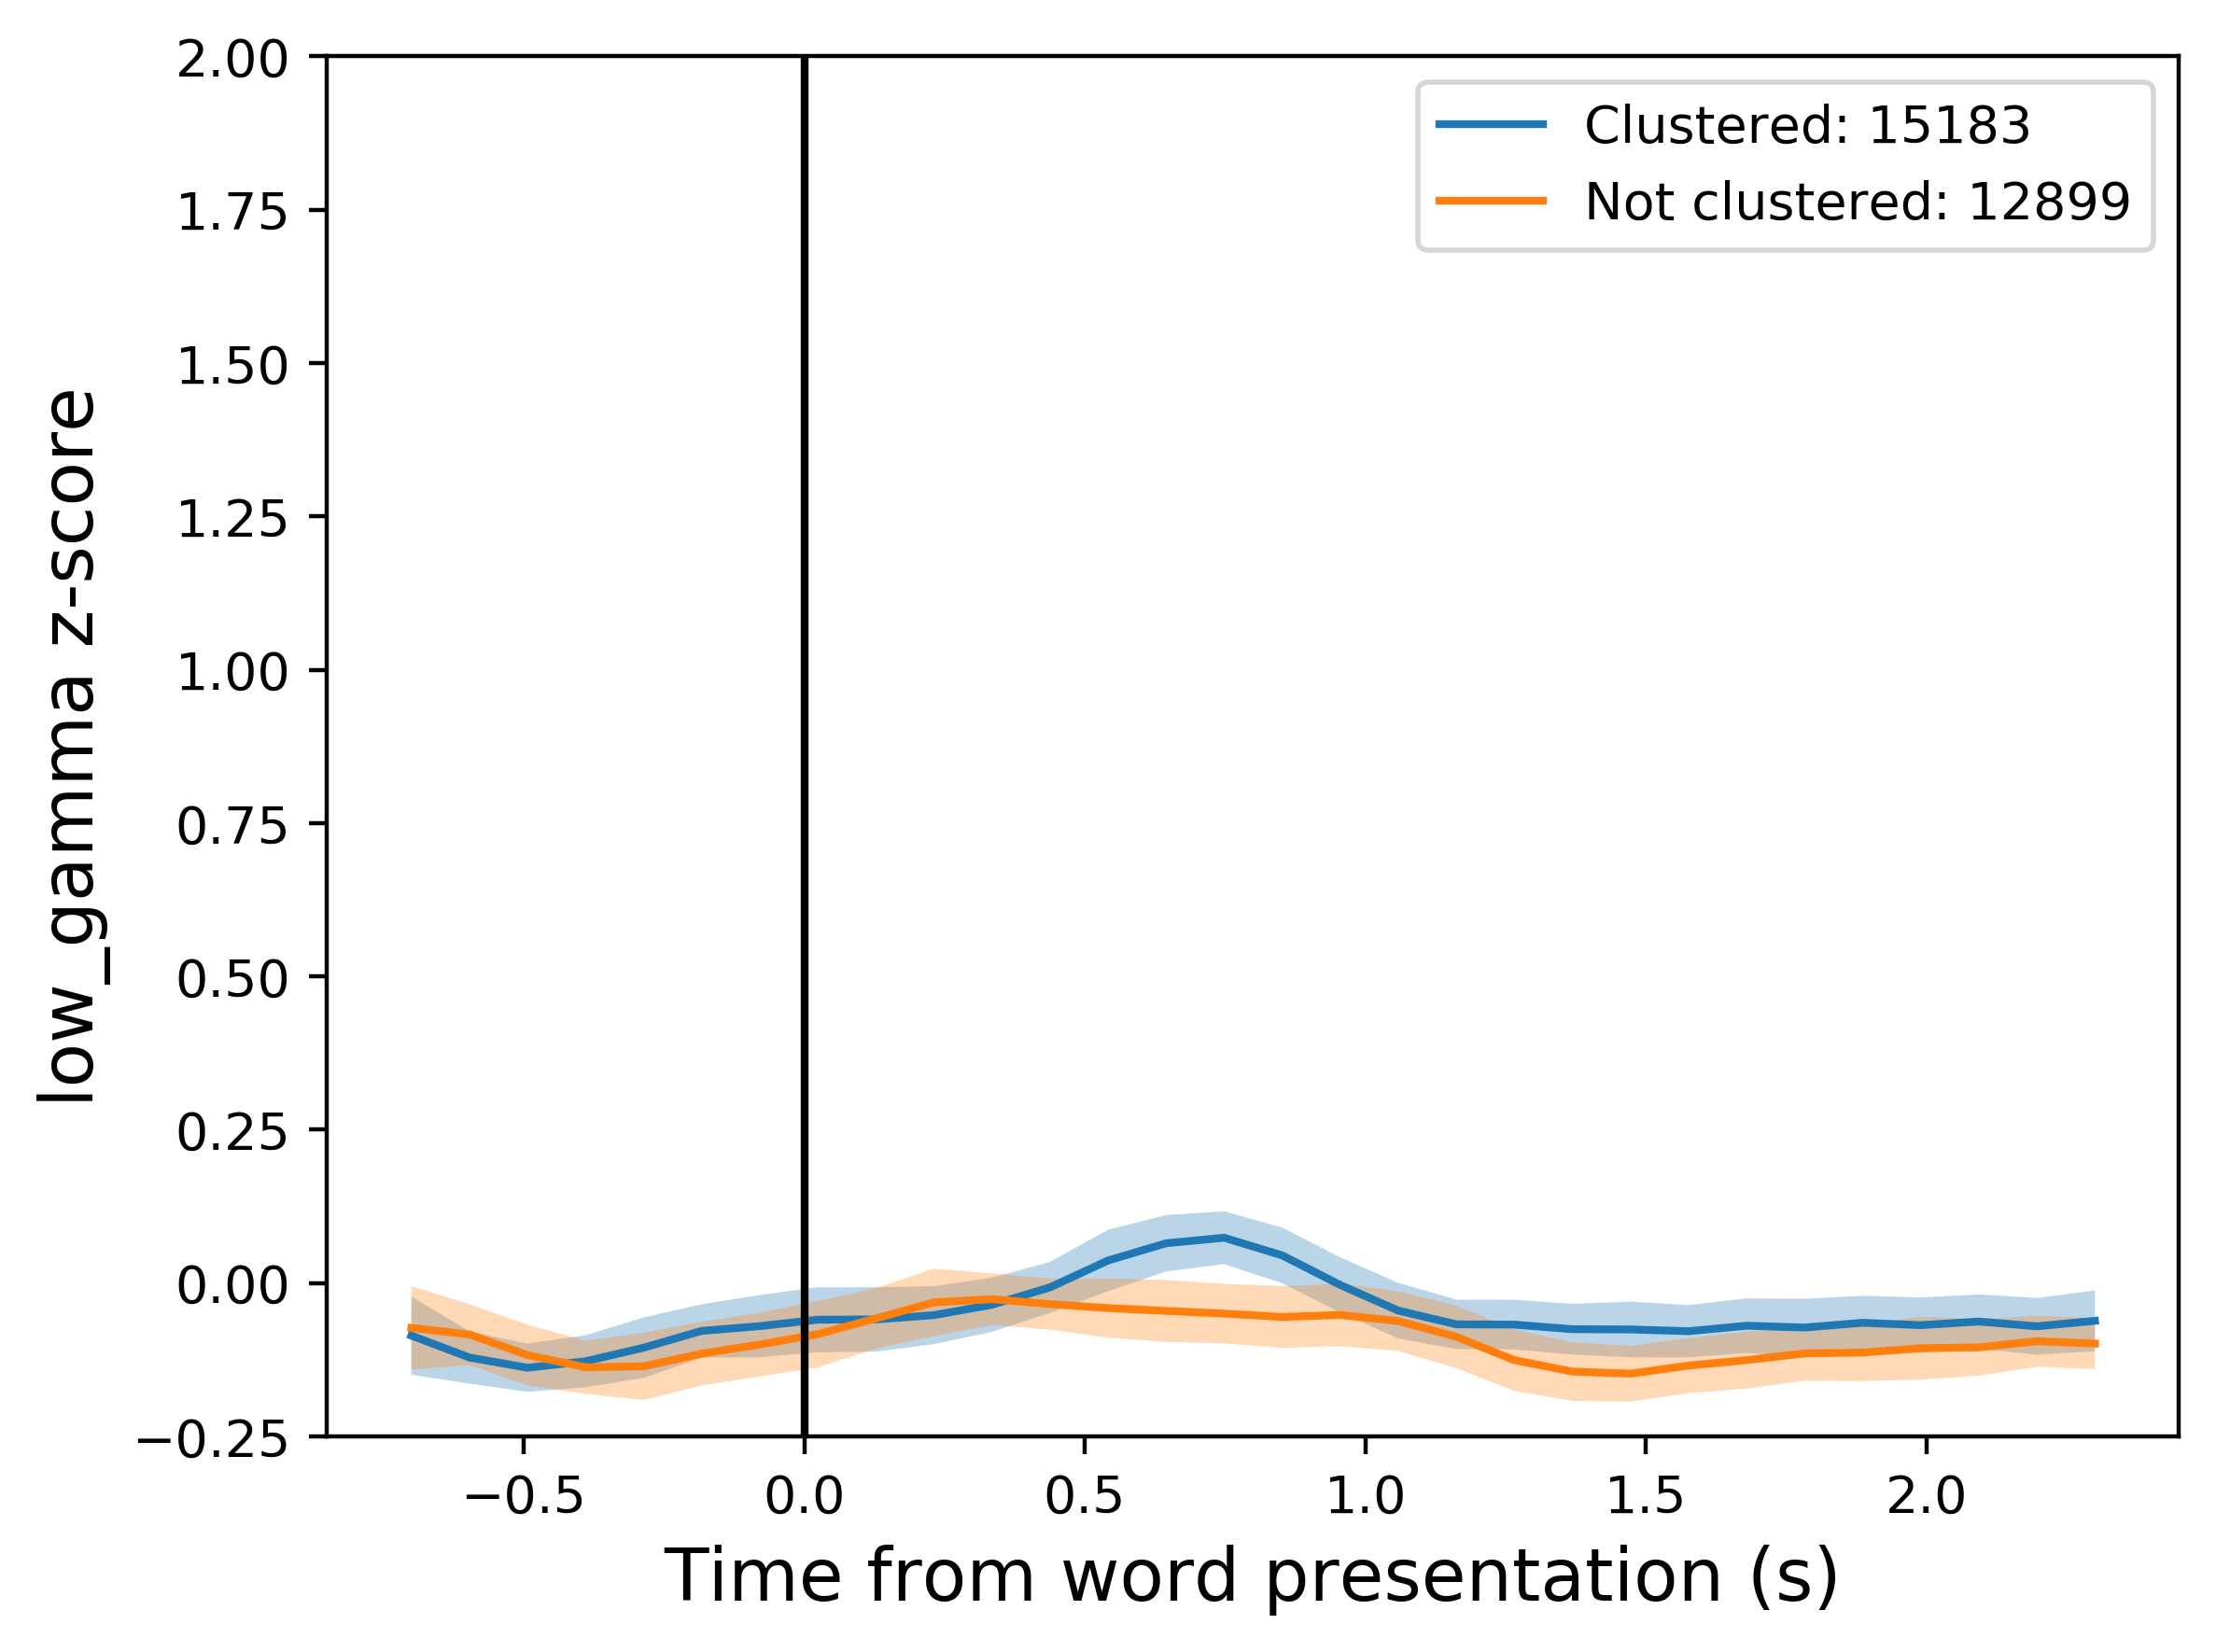 2.00
1.75
1.50
1.25
1.00
0.75
0.50
0.25
0.00
−0.25
low_gamma z-score
Clustered: 15183
Not clustered: 12899
−0.5 0.0 0.5 1.0 1.5 2.0
Time from word presentation (s)